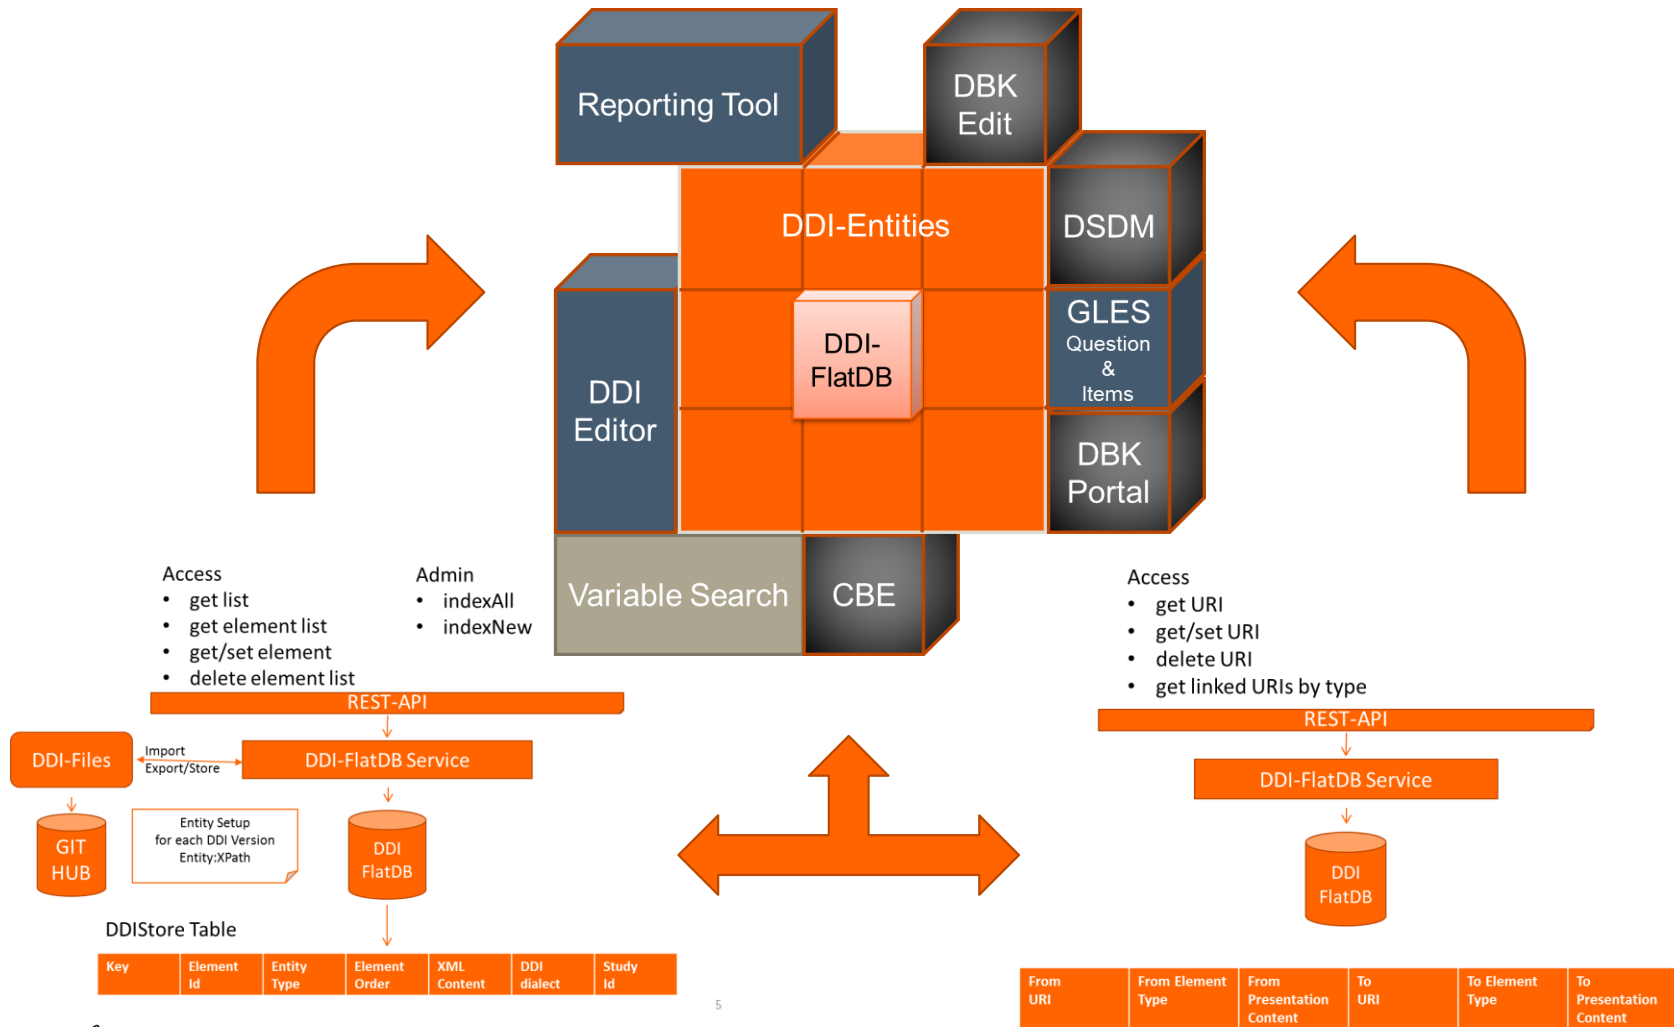 Reporting Tool
DBK
Edit
DDI-Entities
DSDM
DDI-
FlatDB
GLES
Question
&
Items
DDI
Editor
DBK
Portal
Variable Search
CBE
Access
• get list
• get element list
• get/set element
• delete element list
Admin
• indexAll
• indexNew
REST-API
DDI-Files
Import
Export/Store
DDI-FlatDB Service
GIT
HUB
Entity Setup
for each DDI Version
Entity:XPath
DDI
FlatDB
DDIStore Table
Key
Element
Id
Entity
Type
Element
Order
XML
Content
DDI
dialect
Study
Id
5
Access
• get URI
• get/set URI
• delete URI
• get linked URIs by type
REST-API
DDI-FlatDB Service
DDI
FlatDB
From
URI
From Element
Type
From
Presentation
Content
To
URI
To Element
Type
To
Presentation
Content